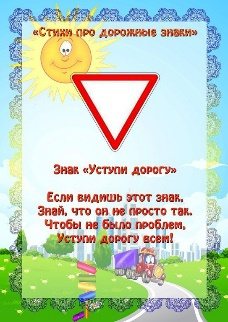 «Стихи про дорожные знаки»
Знак «Уступи дорогу»
Если видишь этот знак,
Знай, что он не просто так.
Чтобы не было проблем,
Уступи дорогу всем!